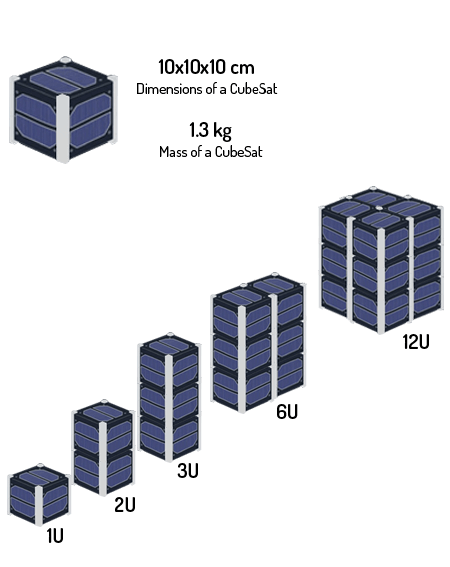 10x10x10 cm
Dimensions of a CubeSat
1.3 kg
Mass of a CubeSat
12U
6U
3U
2U
1U